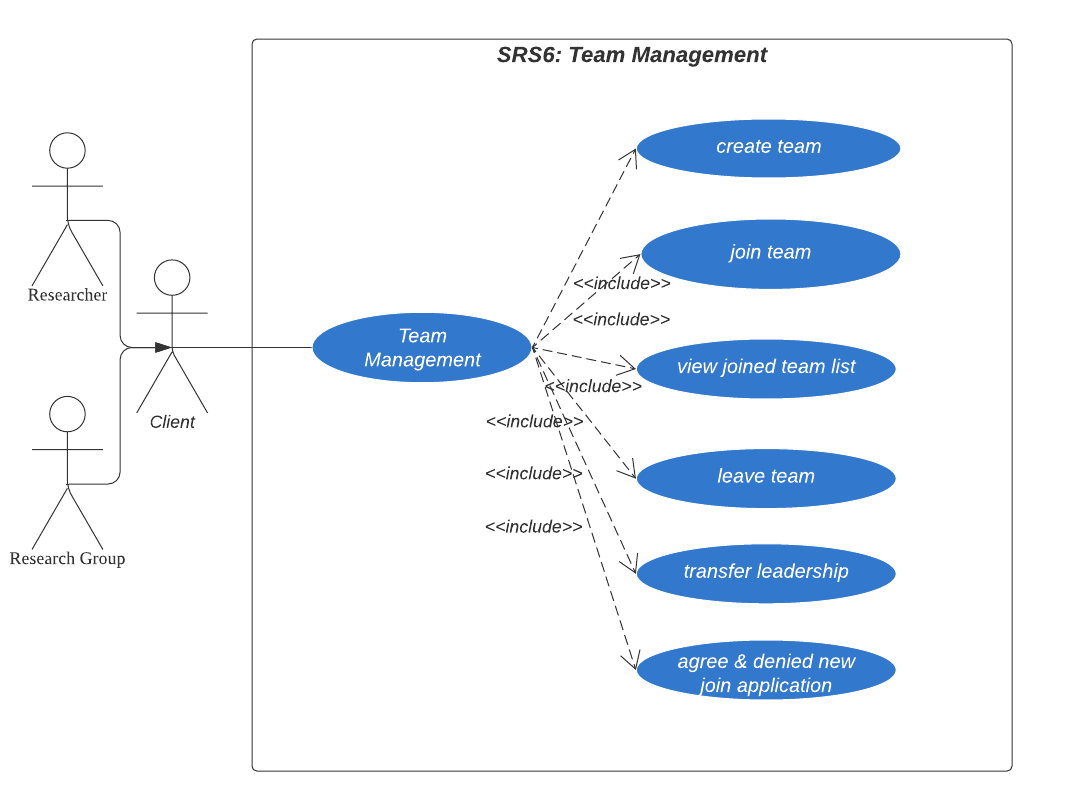 SRS6: Team Management
create team
join team
<<include>>
Researcher
<<include>>
Team
Management
view joined team list
<<include>>
Client
<<include>>
<<include>>
leave team
<<include>>
Research Group
transfer leadership
agree & denied new
join application